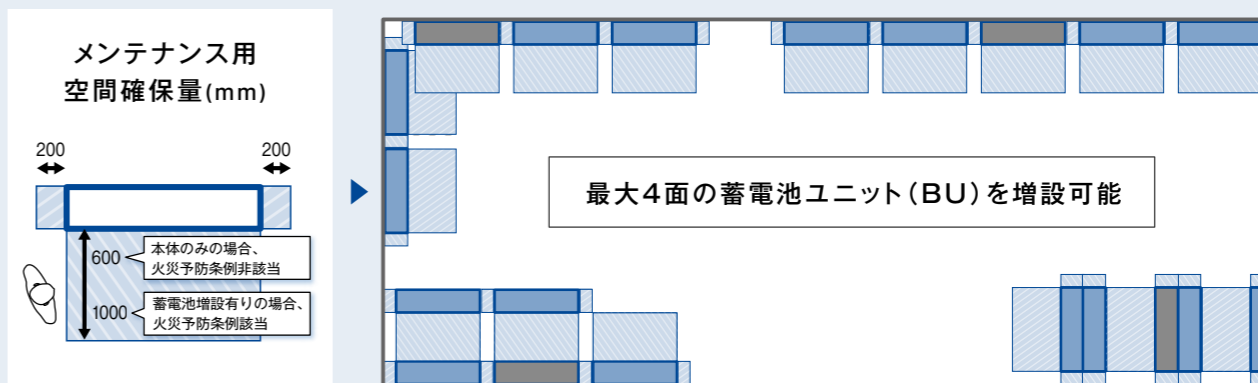 メンテナンス用
空間確保量(mm)
200
200
600
本体のみの場合、
火災予防条例非該当
1000
蓄電池増設有りの場合、
火災予防条例該当
最大4面の蓄電池ユニット(BU)を増設可能